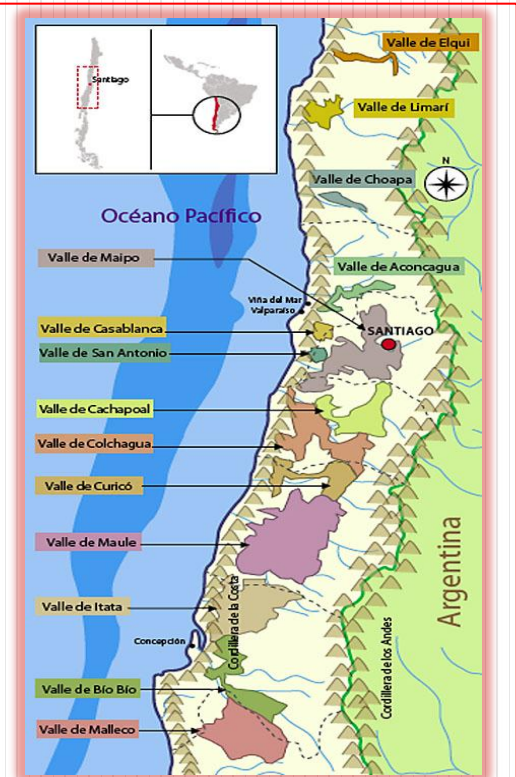 Santiago
Valle de Elqui
Valle de Limarí
N
Valle de Choapa
Océano Pacífico
Valle de Maipo
Valle de Aconcagua
Viña del Mar
Valparaíso
Valle de Casablanca
SANTIAGO
Valle de San Antonio
Valle de Cachapoal
Valle de Colchagua
Valle de Curicó
Valle de Maule
Argentina
Valle de Itata
Cordillera de la Costa
Concepción
Cordillera de los Andes
Valle de Bío Bío
Valle de Malleco